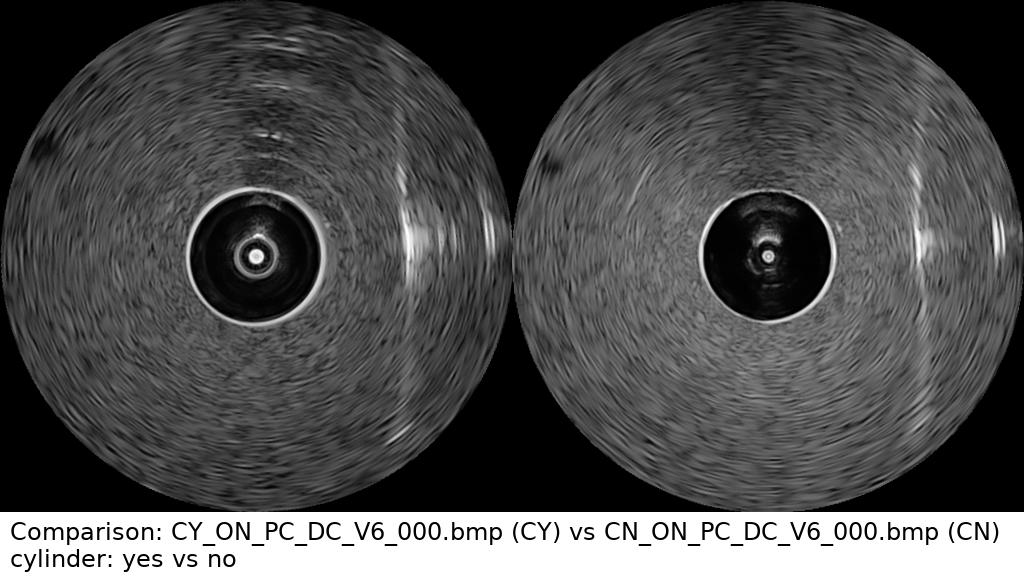 Comparison: CY_ON_PC_DC_V6_000.bmp (CY) vs CN_ON_PC_DC_V6_000.bmp (CN)
cylinder: yes vs no